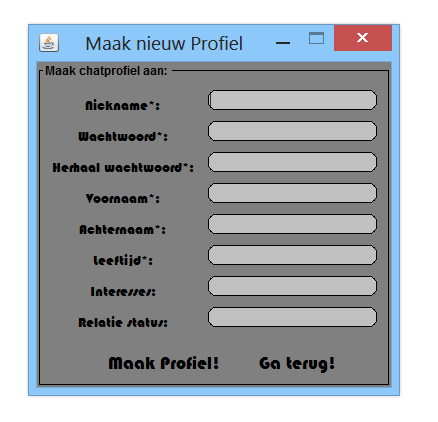 Maak nieuw Profiel
Maak chatprofiel aan:
Nickname*:
Wachtwoord*:
Herhaal wachtwoord*:
Voornaam*:
Achternaam*:
Leeftijd*:
Interesses:
Relatie status:
Maak Profiel! Ga terug!